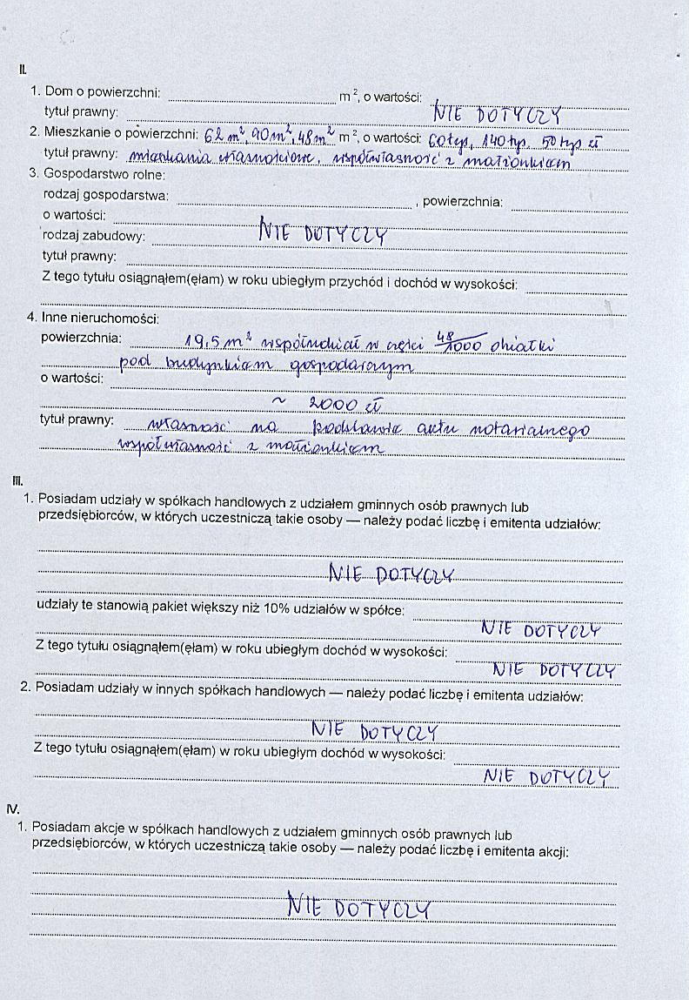 II.
1. Dom o powierzchni: m², o wartości:
tytuł prawny: NIE DOTYCZY
2. Mieszkanie o powierzchni: 62 m², 90 m², 48 m² m², o wartości: 60 tys, 140 tys, 50 tys zł
tytuł prawny: mieszkania własnościowe, współwłasność z małżonkiem
3. Gospodarstwo rolne:
rodzaj gospodarstwa: , powierzchnia:
o wartości:
rodzaj zabudowy: NIE DOTYCZY
tytuł prawny:
Z tego tytułu osiągnąłem(ęłam) w roku ubiegłym przychód i dochód w wysokości:
4. Inne nieruchomości:
powierzchnia: 19,5 m² współudział w części 48/1000 działki
pod budynkiem gospodarczym
o wartości:
~ 2000 zł
tytuł prawny: własność na podstawie aktu notarialnego
współwłasność z małżonkiem
III.
1. Posiadam udziały w spółkach handlowych z udziałem gminnych osób prawnych lub
przedsiębiorców, w których uczestniczą takie osoby — należy podać liczbę i emitenta udziałów:
NIE DOTYCZY
udziały te stanowią pakiet większy niż 10% udziałów w spółce:
NIE DOTYCZY
Z tego tytułu osiągnąłem(ęłam) w roku ubiegłym dochód w wysokości:
NIE DOTYCZY
2. Posiadam udziały w innych spółkach handlowych — należy podać liczbę i emitenta udziałów:
NIE DOTYCZY
Z tego tytułu osiągnąłem(ęłam) w roku ubiegłym dochód w wysokości:
NIE DOTYCZY
IV.
1. Posiadam akcje w spółkach handlowych z udziałem gminnych osób prawnych lub
przedsiębiorców, w których uczestniczą takie osoby — należy podać liczbę i emitenta akcji:
NIE DOTYCZY